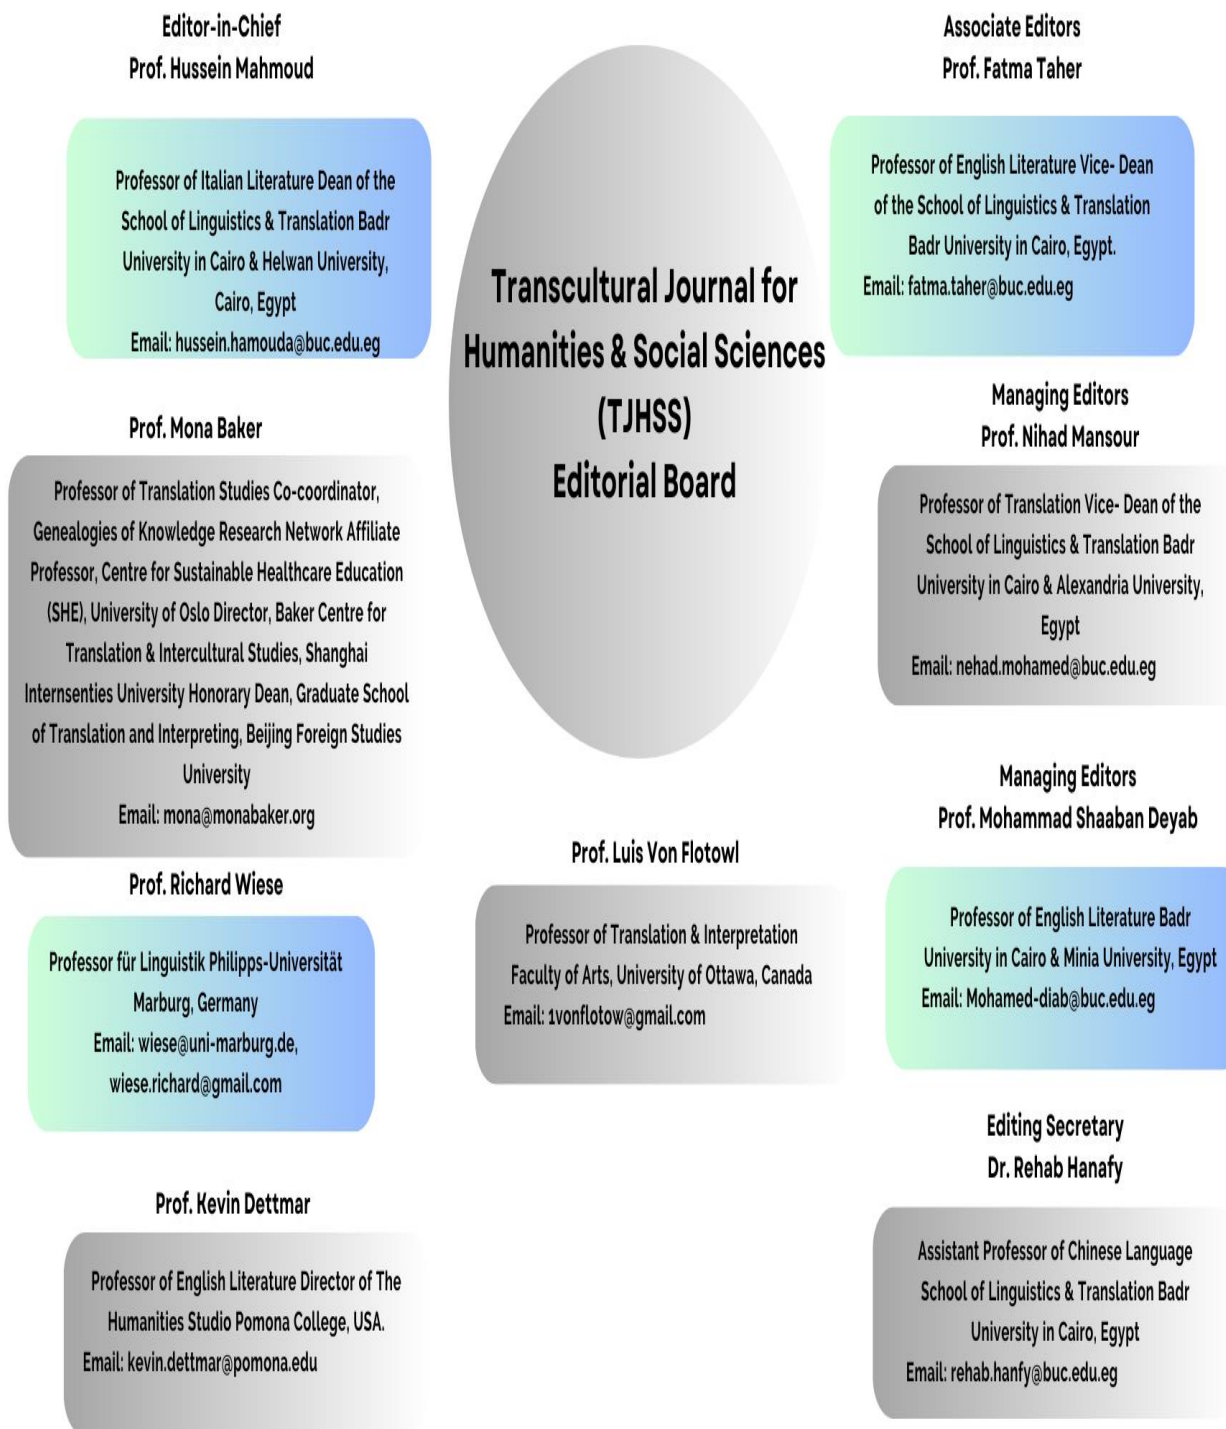 Editor-in-Chief
Prof. Hussein Mahmoud
Professor of Italian Literature Dean of the
School of Linguistics & Translation Badr
University in Cairo & Helwan University,
Cairo, Egypt
Email: hussein.hamouda@buc.edu.eg
Prof. Mona Baker
Professor of Translation Studies Co-coordinator,
Genealogies of Knowledge Research Network Affiliate
Professor, Centre for Sustainable Healthcare Education
(SHE), University of Oslo Director, Baker Centre for
Translation & Intercultural Studies, Shanghai
Internsenties University Honorary Dean, Graduate School
of Translation and Interpreting, Beijing Foreign Studies
University
Email: mona@monabaker.org
Prof. Richard Wiese
Professor für Linguistik Philipps-Universität
Marburg, Germany
Email: wiese@uni-marburg.de,
wiese.richard@gmail.com
Prof. Kevin Dettmar
Professor of English Literature Director of The
Humanities Studio Pomona College, USA.
Email: kevin.dettmar@pomona.edu
Transcultural Journal for
Humanities & Social Sciences
(TJHSS)
Editorial Board
Prof. Luis Von Flotowl
Professor of Translation & Interpretation
Faculty of Arts, University of Ottawa, Canada
Email: 1vonflotow@gmail.com
Associate Editors
Prof. Fatma Taher
Professor of English Literature Vice- Dean
of the School of Linguistics & Translation
Badr University in Cairo, Egypt.
Email: fatma.taher@buc.edu.eg
Managing Editors
Prof. Nihad Mansour
Professor of Translation Vice- Dean of the
School of Linguistics & Translation Badr
University in Cairo & Alexandria University,
Egypt
Email: nehad.mohamed@buc.edu.eg
Managing Editors
Prof. Mohammad Shaaban Deyab
Professor of English Literature Badr
University in Cairo & Minia University, Egypt
Email: Mohamed-diab@buc.edu.eg
Editing Secretary
Dr. Rehab Hanafy
Assistant Professor of Chinese Language
School of Linguistics & Translation Badr
University in Cairo, Egypt
Email: rehab.hanfy@buc.edu.eg